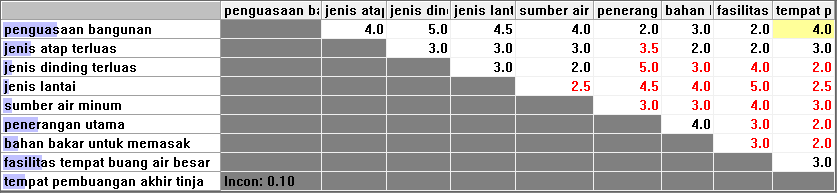 penguasaan ba jenis atap jenis dind jenis lant sumber air penerang bahan fasilitas tempat p
penguasaan bangunan 4.0 5.0 4.5 4.0 2.0 3.0 2.0 4.0
jenis atap terluas 3.0 3.0 3.0 3.5 2.0 2.0 3.0
jenis dinding terluas 3.0 2.0 5.0 3.0 4.0 2.0
jenis lantai 2.5 4.5 4.0 5.0 2.5
sumber air minum 3.0 3.0 4.0 3.0
penerangan utama 4.0 3.0 2.0
bahan bakar untuk memasak 3.0 2.0
fasilitas tempat buang air besar 3.0
tempat pembuangan akhir tinja Incon: 0.10